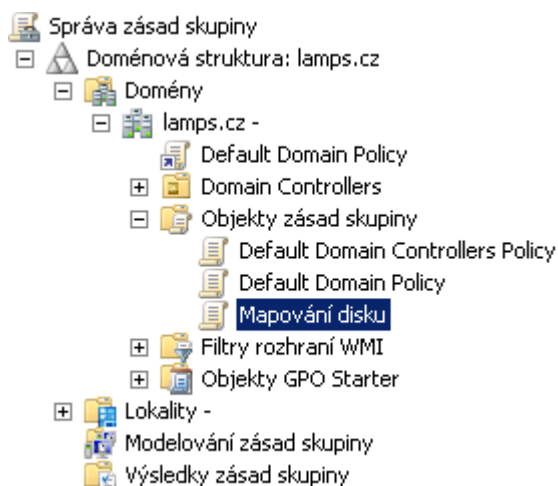 Správa zásad skupiny
Doménová struktura: lamps.cz
Domény
lamps.cz -
Default Domain Policy
Domain Controllers
Objekty zásad skupiny
Default Domain Controllers Policy
Default Domain Policy
Mapování disku
Filtry rozhraní WMI
Objekty GPO Starter
Lokality -
Modelování zásad skupiny
Výsledky zásad skupiny